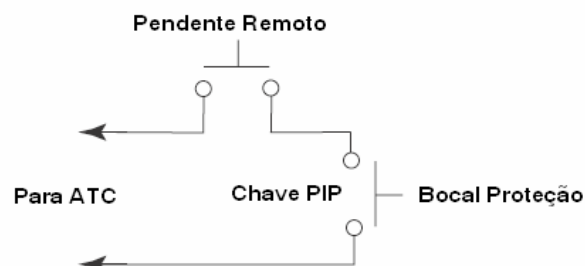 Pendente Remoto
Para ATC
Chave PIP
Bocal Proteção